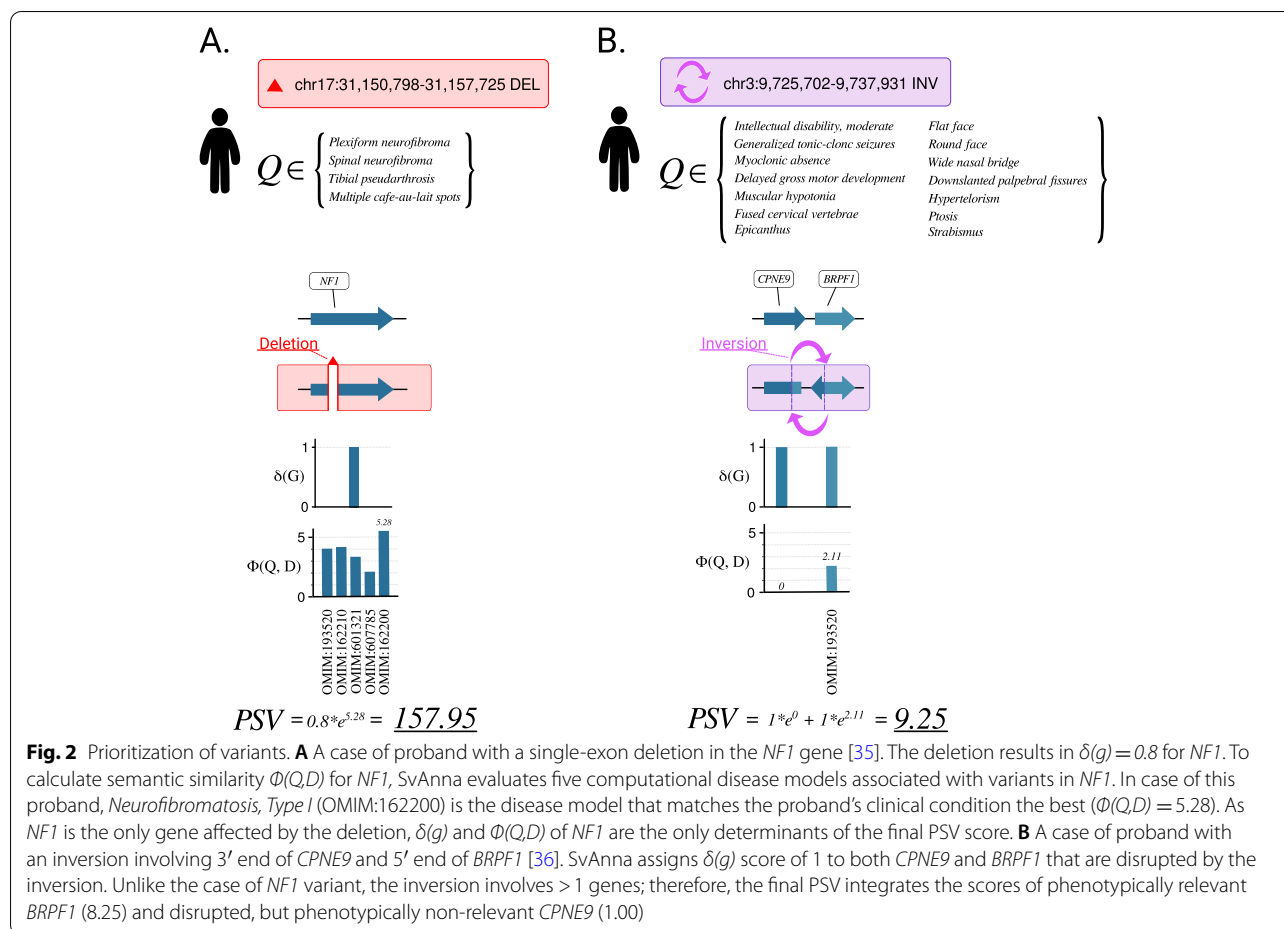 A.
chr17:31,150,798-31,157,725 DEL
Q ∈
Plexiform neurofibroma
Spinal neurofibroma
Tibial pseudarthrosis
Multiple cafe-au-lait spots
NF1
Deletion
1
δ(G)
0
5.28
5
Φ(Q, D)
0
OMIM:193520
OMIM:162210
OMIM:601321
OMIM:607785
OMIM:162200
PSV = 0.8*e^5.28 = 157.95
B.
chr3:9,725,702-9,737,931 INV
Q ∈
Intellectual disability, moderate
Generalized tonic-clonc seizures
Myoclonic absence
Delayed gross motor development
Muscular hypotonia
Fused cervical vertebrae
Epicanthus
Flat face
Round face
Wide nasal bridge
Downslanted palpebral fissures
Hypertelorism
Ptosis
Strabismus
CPNE9
BRPF1
Inversion
1
δ(G)
0
5
2.11
Φ(Q, D)
0
0
OMIM:193520
PSV = 1*e^0 + 1*e^2.11 = 9.25
Fig. 2 Prioritization of variants. A A case of proband with a single-exon deletion in the NF1 gene [35]. The deletion results in δ(g) = 0.8 for NF1. To
calculate semantic similarity Φ(Q,D) for NF1, SvAnna evaluates five computational disease models associated with variants in NF1. In case of this
proband, Neurofibromatosis, Type I (OMIM:162200) is the disease model that matches the proband's clinical condition the best (Φ(Q,D) = 5.28). As
NF1 is the only gene affected by the deletion, δ(g) and Φ(Q,D) of NF1 are the only determinants of the final PSV score. B A case of proband with
an inversion involving 3′ end of CPNE9 and 5′ end of BRPF1 [36]. SvAnna assigns δ(g) score of 1 to both CPNE9 and BRPF1 that are disrupted by the
inversion. Unlike the case of NF1 variant, the inversion involves > 1 genes; therefore, the final PSV integrates the scores of phenotypically relevant
BRPF1 (8.25) and disrupted, but phenotypically non-relevant CPNE9 (1.00)